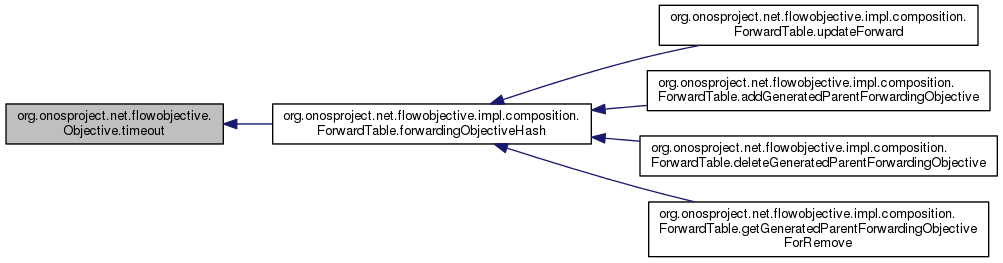 org.onosproject.net.flowobjective.
Objective.timeout
org.onosproject.net.flowobjective.impl.composition.
ForwardTable.forwardingObjectiveHash
org.onosproject.net.flowobjective.impl.composition.
ForwardTable.updateForward
org.onosproject.net.flowobjective.impl.composition.
ForwardTable.addGeneratedParentForwardingObjective
org.onosproject.net.flowobjective.impl.composition.
ForwardTable.deleteGeneratedParentForwardingObjective
org.onosproject.net.flowobjective.impl.composition.
ForwardTable.getGeneratedParentForwardingObjective
ForRemove